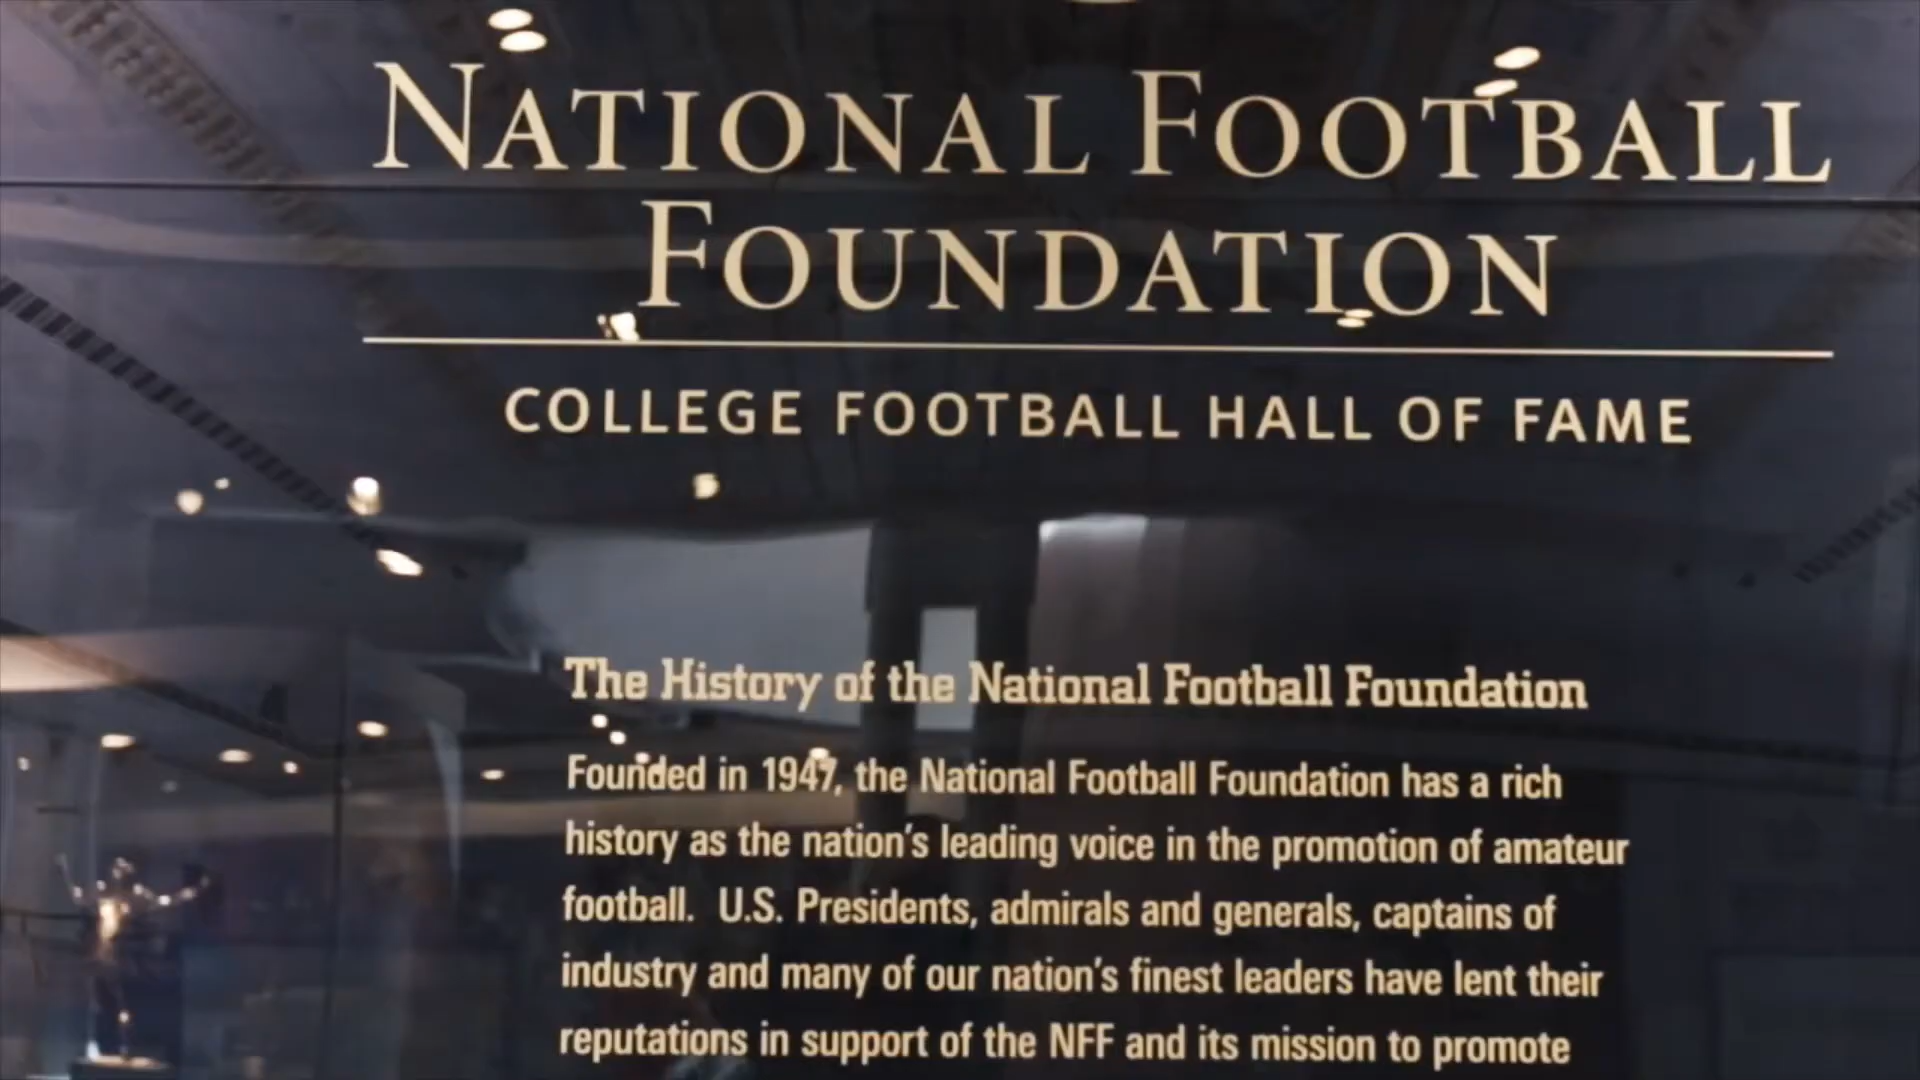 NATIONAL FOOTBALL
FOUNDATION
COLLEGE FOOTBALL HALL OF FAME
The History of the National Football Foundation
Founded in 1947, the National Football Foundation has a rich
history as the nation's leading voice in the promotion of amateur
football.  U.S. Presidents, admirals and generals, captains of
industry and many of our nation's finest leaders have lent their
reputations in support of the NFF and its mission to promote